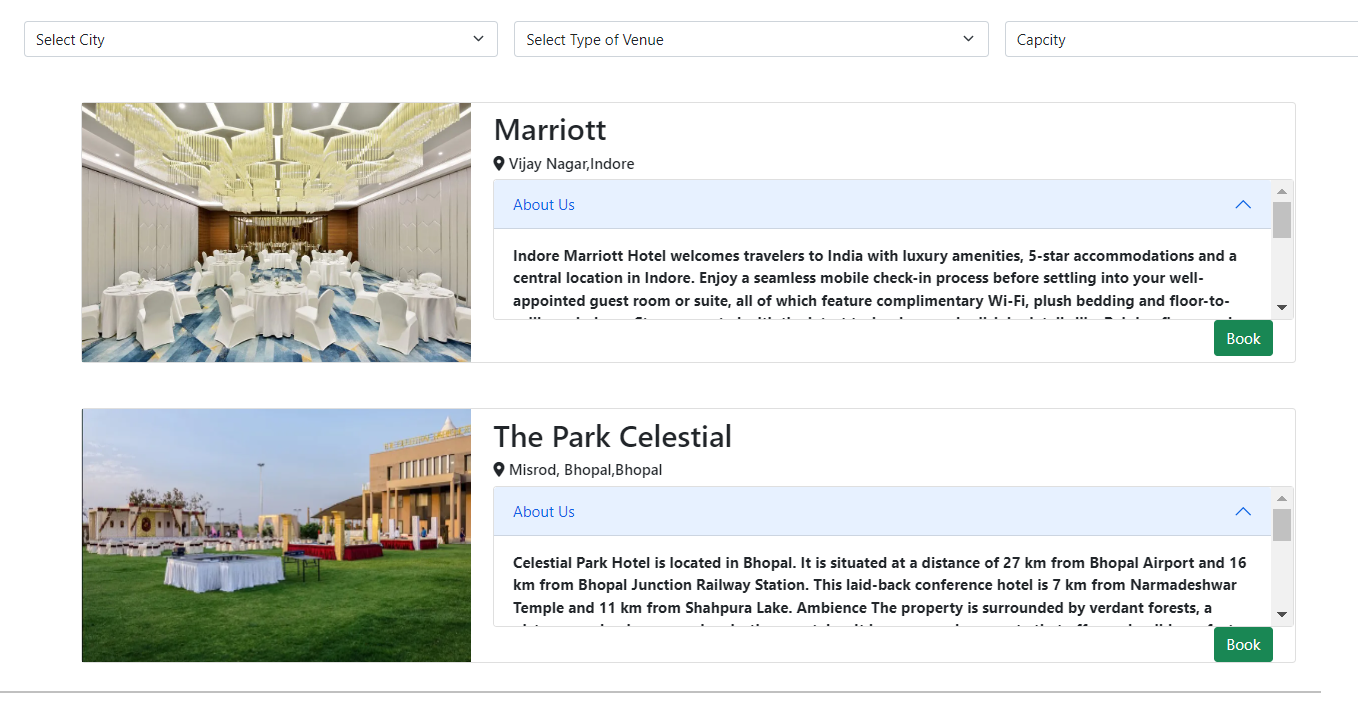 Select City
Select Type of Venue
Capcity
Marriott
Vijay Nagar,Indore
About Us
Indore Marriott Hotel welcomes travelers to India with luxury amenities, 5-star accommodations and a
central location in Indore. Enjoy a seamless mobile check-in process before settling into your well-
appointed guest room or suite, all of which feature complimentary Wi-Fi, plush bedding and floor-to-
Book
The Park Celestial
Misrod, Bhopal,Bhopal
About Us
Celestial Park Hotel is located in Bhopal. It is situated at a distance of 27 km from Bhopal Airport and 16
km from Bhopal Junction Railway Station. This laid-back conference hotel is 7 km from Narmadeshwar
Temple and 11 km from Shahpura Lake. Ambience The property is surrounded by verdant forests, a
Book